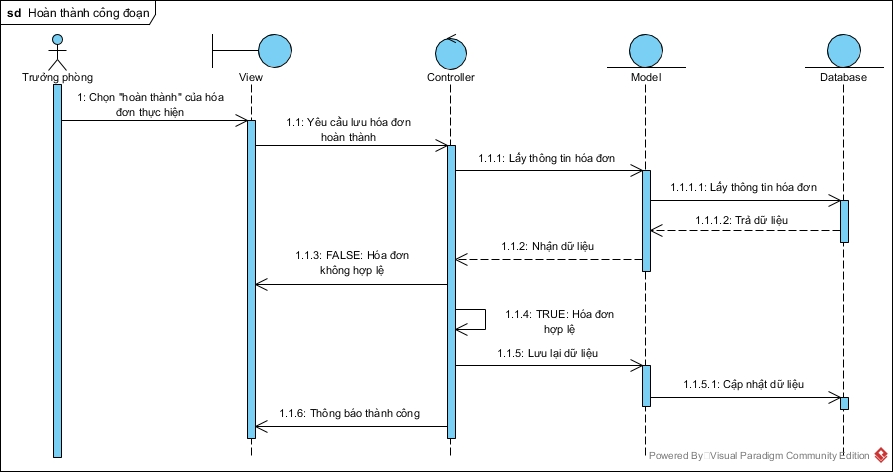 sd Hoàn thành công đoạn
Trưởng phòng
View
Controller
Model
Database
1: Chọn "hoàn thành" của hóa
đơn thực hiện
1.1: Yêu cầu lưu hóa đơn
hoàn thành
1.1.1: Lấy thông tin hóa đơn
1.1.1.1: Lấy thông tin hóa đơn
1.1.1.2: Trả dữ liệu
1.1.2: Nhận dữ liệu
1.1.3: FALSE: Hóa đơn
không hợp lệ
1.1.4: TRUE: Hóa đơn
hợp lệ
1.1.5: Lưu lại dữ liệu
1.1.5.1: Cập nhật dữ liệu
1.1.6: Thông báo thành công
Powered By Visual Paradigm Community Edition